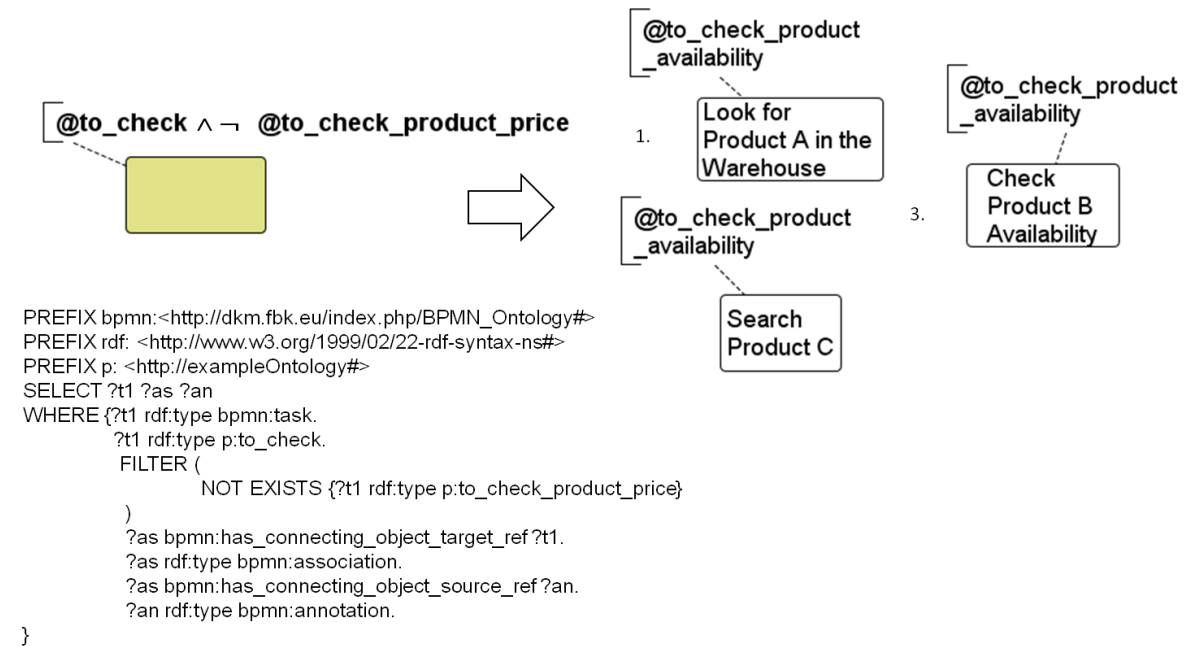 @to_check ∧ ¬ @to_check_product_price
@to_check_product
_availability
1.
Look for
Product A in the
Warehouse
@to_check_product
_availability
Search
Product C
@to_check_product
_availability
3.
Check
Product B
Availability
PREFIX bpmn:<http://dkm.fbk.eu/index.php/BPMN_Ontology#>
PREFIX rdf: <http://www.w3.org/1999/02/22-rdf-syntax-ns#>
PREFIX p: <http://exampleOntology#>
SELECT ?t1 ?as ?an
WHERE {?t1 rdf:type bpmn:task.
?t1 rdf:type p:to_check.
FILTER (
NOT EXISTS {?t1 rdf:type p:to_check_product_price}
)
?as bpmn:has_connecting_object_target_ref ?t1.
?as rdf:type bpmn:association.
?as bpmn:has_connecting_object_source_ref ?an.
?an rdf:type bpmn:annotation.
}